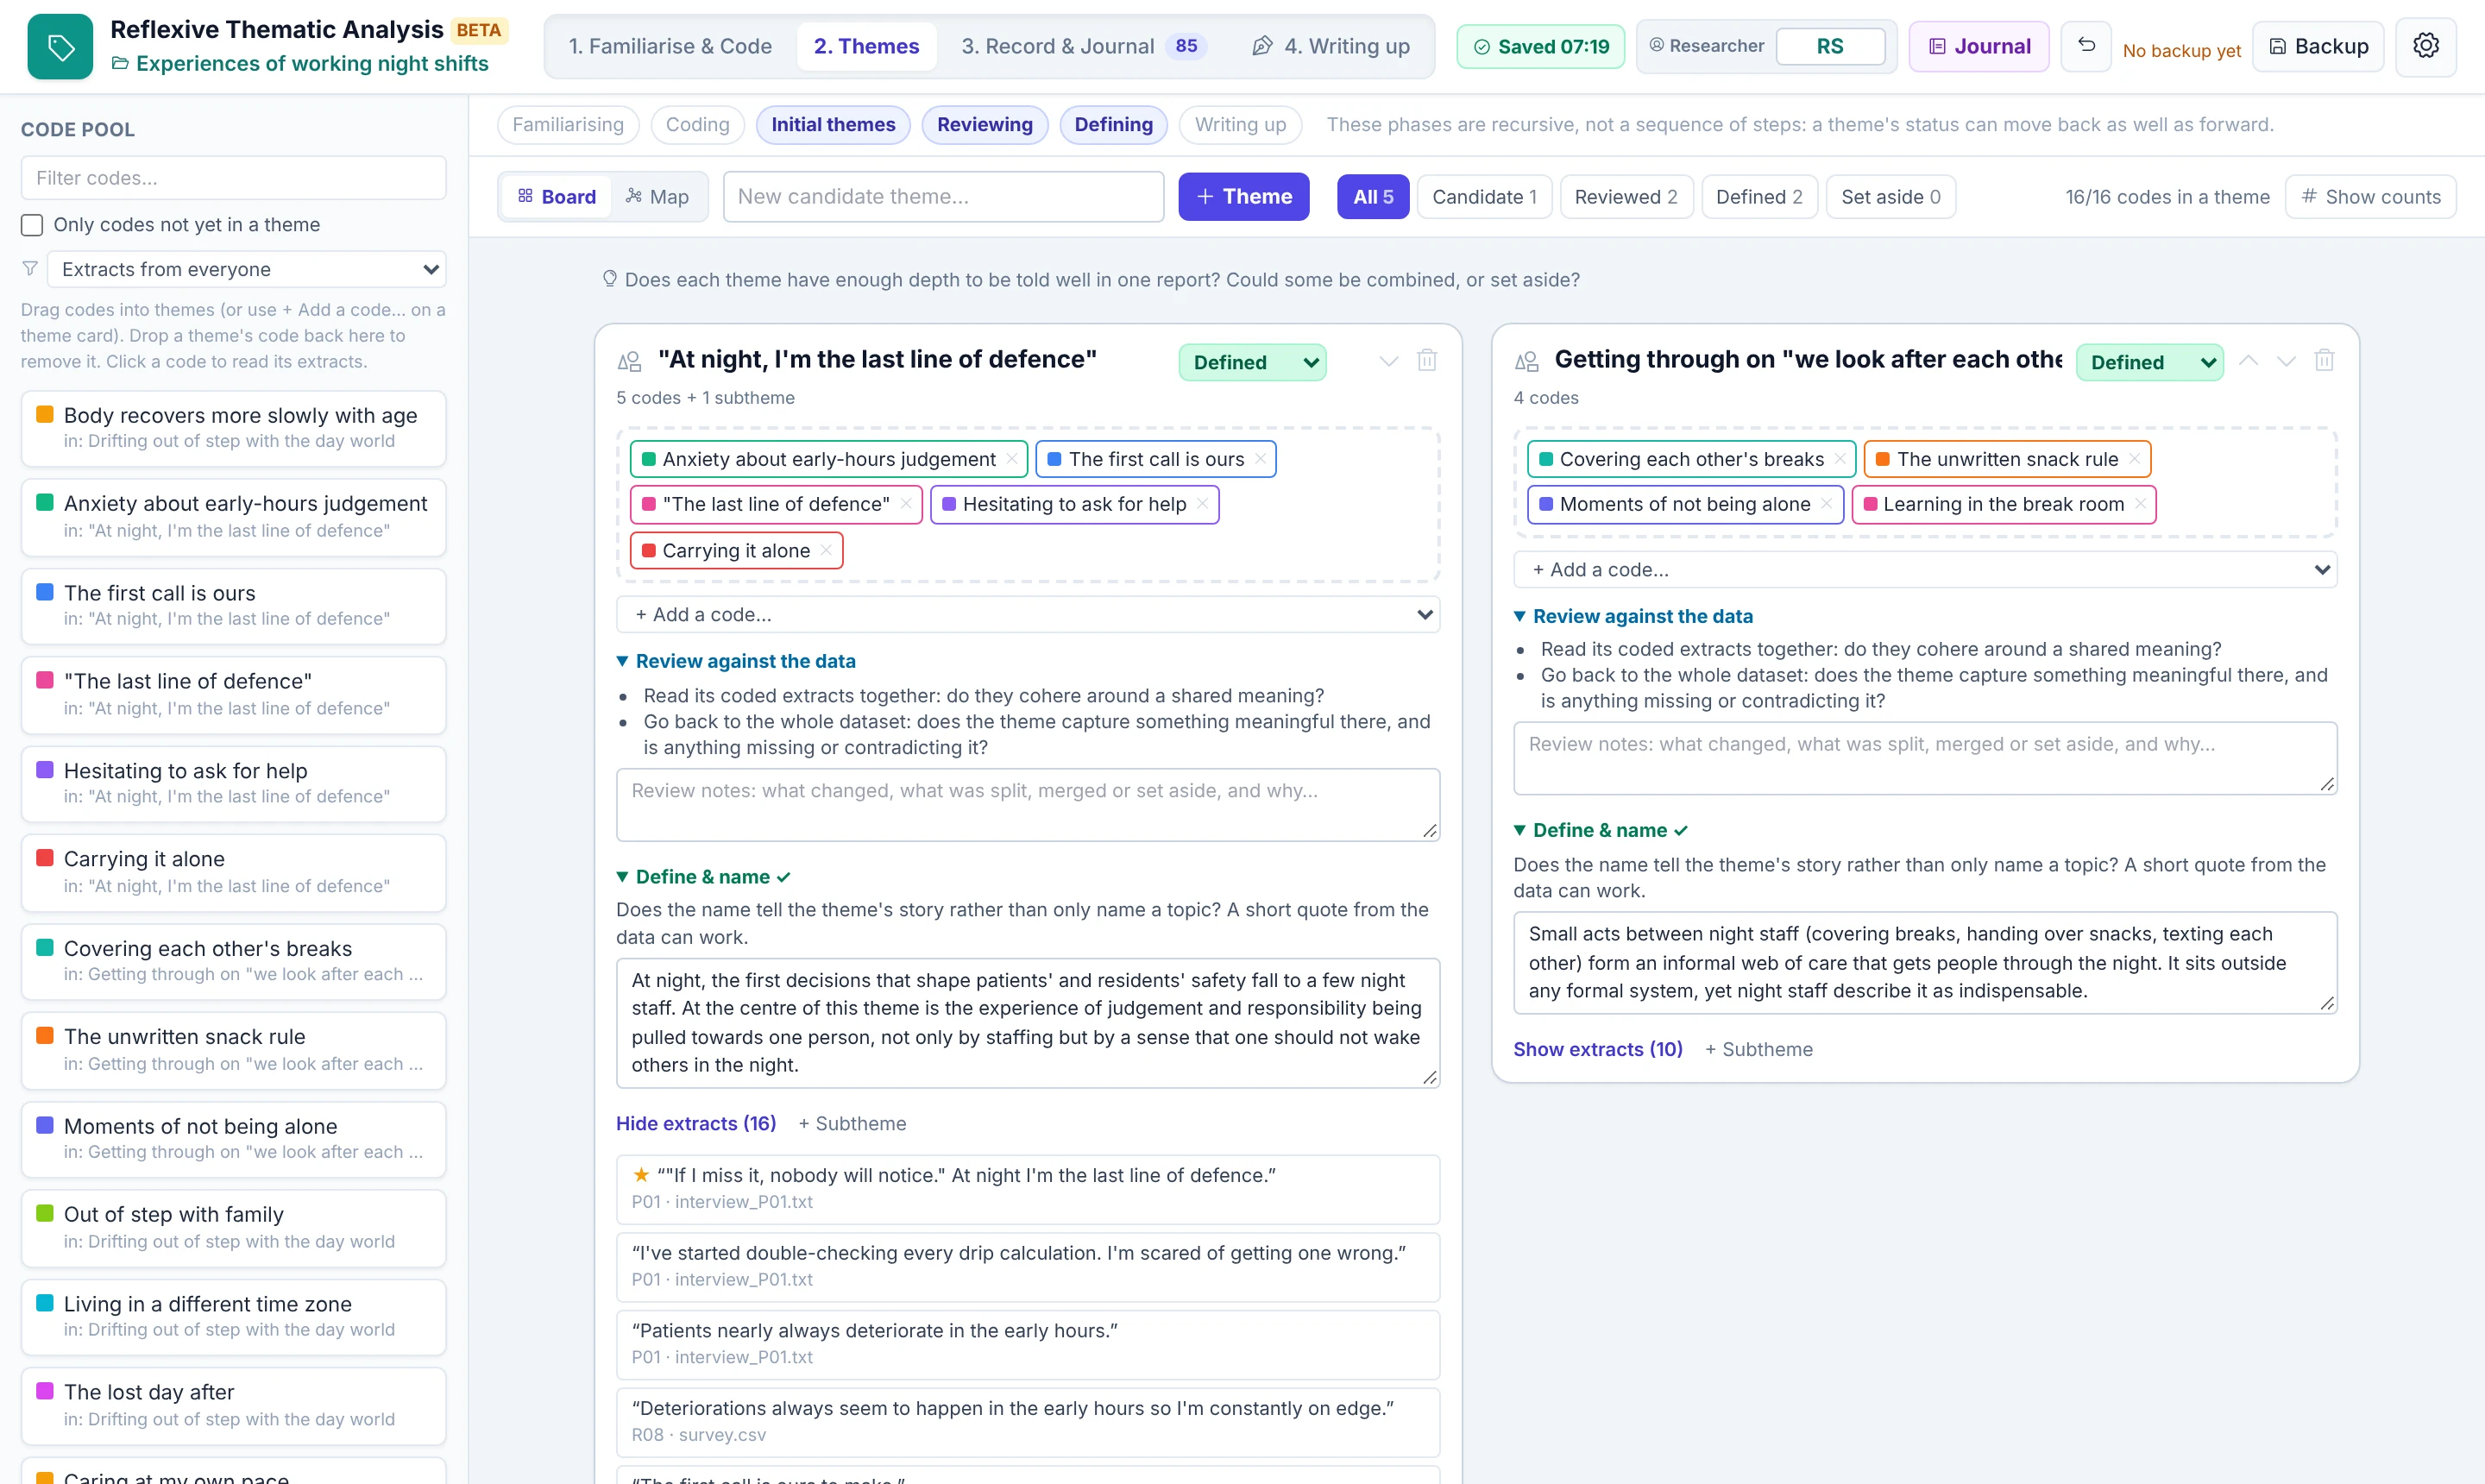 Reflexive Thematic Analysis BETA
Experiences of working night shifts
1. Familiarise & Code
2. Themes
3. Record & Journal 85
4. Writing up
Saved 07:19
Researcher RS
Journal
No backup yet
Backup
CODE POOL
Filter codes...
Only codes not yet in a theme
Extracts from everyone
Drag codes into themes (or use + Add a code... on a
theme card). Drop a theme's code back here to
remove it. Click a code to read its extracts.
Body recovers more slowly with age
in: Drifting out of step with the day world
Anxiety about early-hours judgement
in: "At night, I'm the last line of defence"
The first call is ours
in: "At night, I'm the last line of defence"
"The last line of defence"
in: "At night, I'm the last line of defence"
Hesitating to ask for help
in: "At night, I'm the last line of defence"
Carrying it alone
in: "At night, I'm the last line of defence"
Covering each other's breaks
in: Getting through on "we look after each ...
The unwritten snack rule
in: Getting through on "we look after each ...
Moments of not being alone
in: Getting through on "we look after each ...
Out of step with family
in: Drifting out of step with the day world
Living in a different time zone
in: Drifting out of step with the day world
The lost day after
in: Drifting out of step with the day world
Caring at my own pace
Familiarising
Coding
Initial themes
Reviewing
Defining
Writing up
These phases are recursive, not a sequence of steps: a theme's status can move back as well as forward.
Board
Map
New candidate theme...
+ Theme
All 5
Candidate 1
Reviewed 2
Defined 2
Set aside 0
16/16 codes in a theme
# Show counts
Does each theme have enough depth to be told well in one report? Could some be combined, or set aside?
"At night, I'm the last line of defence"
Defined
5 codes + 1 subtheme
Anxiety about early-hours judgement ×
The first call is ours ×
"The last line of defence" ×
Hesitating to ask for help ×
Carrying it alone ×
+ Add a code...
Review against the data
• Read its coded extracts together: do they cohere around a shared meaning?
• Go back to the whole dataset: does the theme capture something meaningful there, and
is anything missing or contradicting it?
Review notes: what changed, what was split, merged or set aside, and why...
Define & name ✓
Does the name tell the theme's story rather than only name a topic? A short quote from the
data can work.
At night, the first decisions that shape patients' and residents' safety fall to a few night
staff. At the centre of this theme is the experience of judgement and responsibility being
pulled towards one person, not only by staffing but by a sense that one should not wake
others in the night.
Hide extracts (16)
+ Subtheme
★ “"If I miss it, nobody will notice." At night I'm the last line of defence.”
P01 · interview_P01.txt
“I've started double-checking every drip calculation. I'm scared of getting one wrong.”
P01 · interview_P01.txt
“Patients nearly always deteriorate in the early hours.”
P01 · interview_P01.txt
“Deteriorations always seem to happen in the early hours so I'm constantly on edge.”
R08 · survey.csv
“The first call is ours to make.”
Getting through on "we look after each othe
Defined
4 codes
Covering each other's breaks ×
The unwritten snack rule ×
Moments of not being alone ×
Learning in the break room ×
+ Add a code...
Review against the data
• Read its coded extracts together: do they cohere around a shared meaning?
• Go back to the whole dataset: does the theme capture something meaningful there, and
is anything missing or contradicting it?
Review notes: what changed, what was split, merged or set aside, and why...
Define & name ✓
Does the name tell the theme's story rather than only name a topic? A short quote from the
data can work.
Small acts between night staff (covering breaks, handing over snacks, texting each
other) form an informal web of care that gets people through the night. It sits outside
any formal system, yet night staff describe it as indispensable.
Show extracts (10)
+ Subtheme